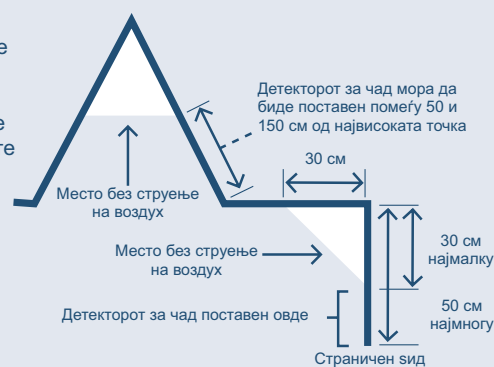 е
е
те
Детекторот за чад мора да
биде поставен помеѓу 50 и
150 см од највисоката точка
30 см
Место без струење
на воздух
Место без струење
на воздух
30 см
најмалку
50 см
најмногу
Детекторот за чад поставен овде
Страничен ѕид